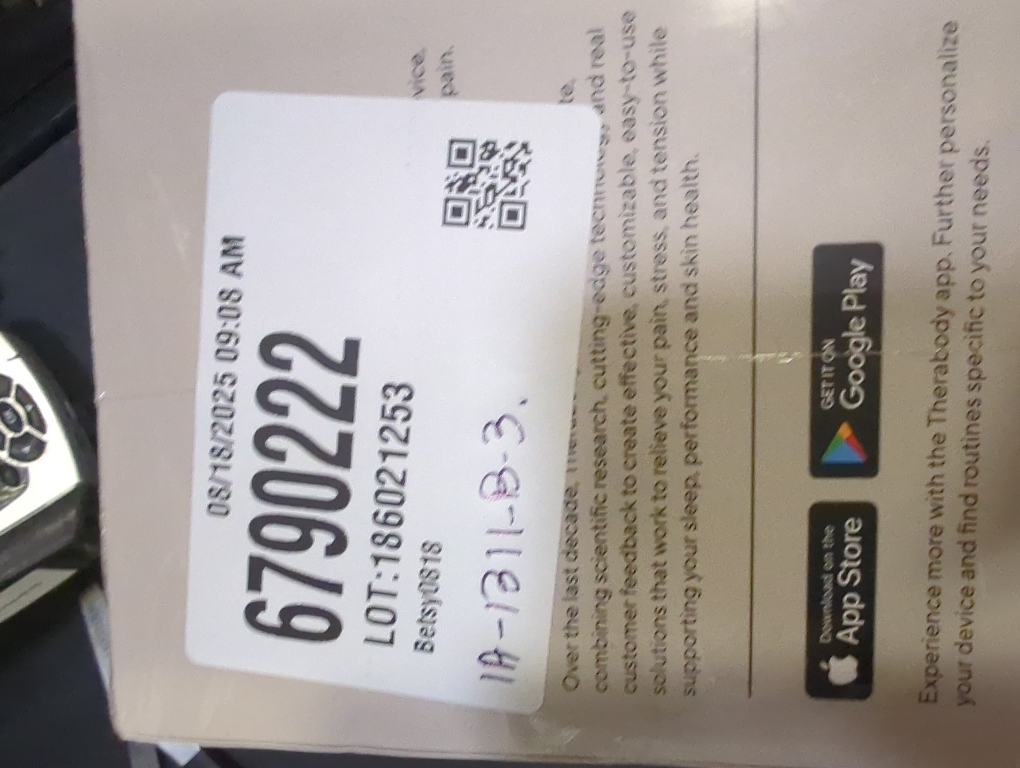 vice.
pain.
08/18/2025 09:08 AM
6790222
LOT:1866021253
Betsy0818
1A-1311-B-3.
te,
Over the last decade,
combining scientific research, cutting-edge technology and real
customer feedback to create effective, customizable, easy-to-use
solutions that work to relieve your pain, stress, and tension while
supporting your sleep, performance and skin health.
Download on the
App Store
GET IT ON
Google Play
Experience more with the Therabody app. Further personalize
your device and find routines specific to your needs.